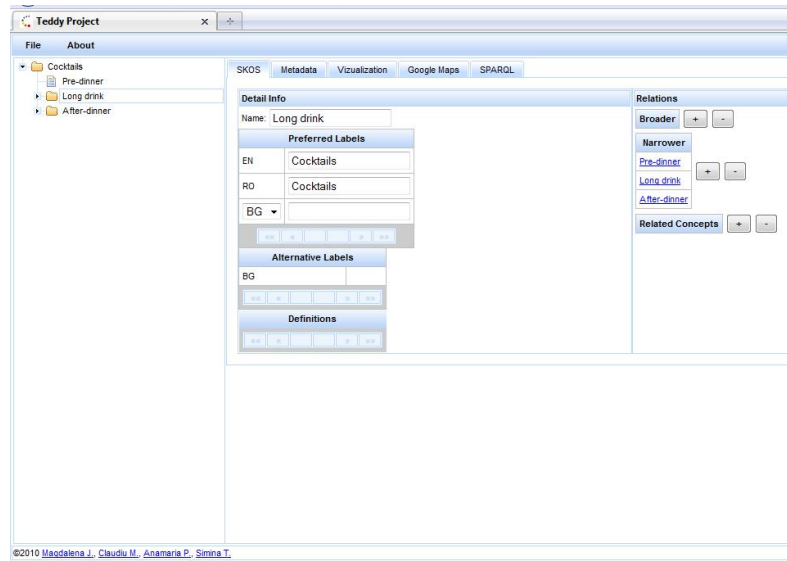 Teddy Project
File About
Cocktails
Pre-dinner
Long drink
After-dinner
SKOS Metadata Vizualization Google Maps SPARQL
Detail Info
Name: Long drink
Preferred Labels
EN Cocktails
RO Cocktails
BG
Alternative Labels
BG
Definitions
Relations
Broader + -
Narrower
Pre-dinner
Long drink
After-dinner
+ -
Related Concepts + -
©2010 Magdalena J., Claudiu M., Anamaria P., Simina T.